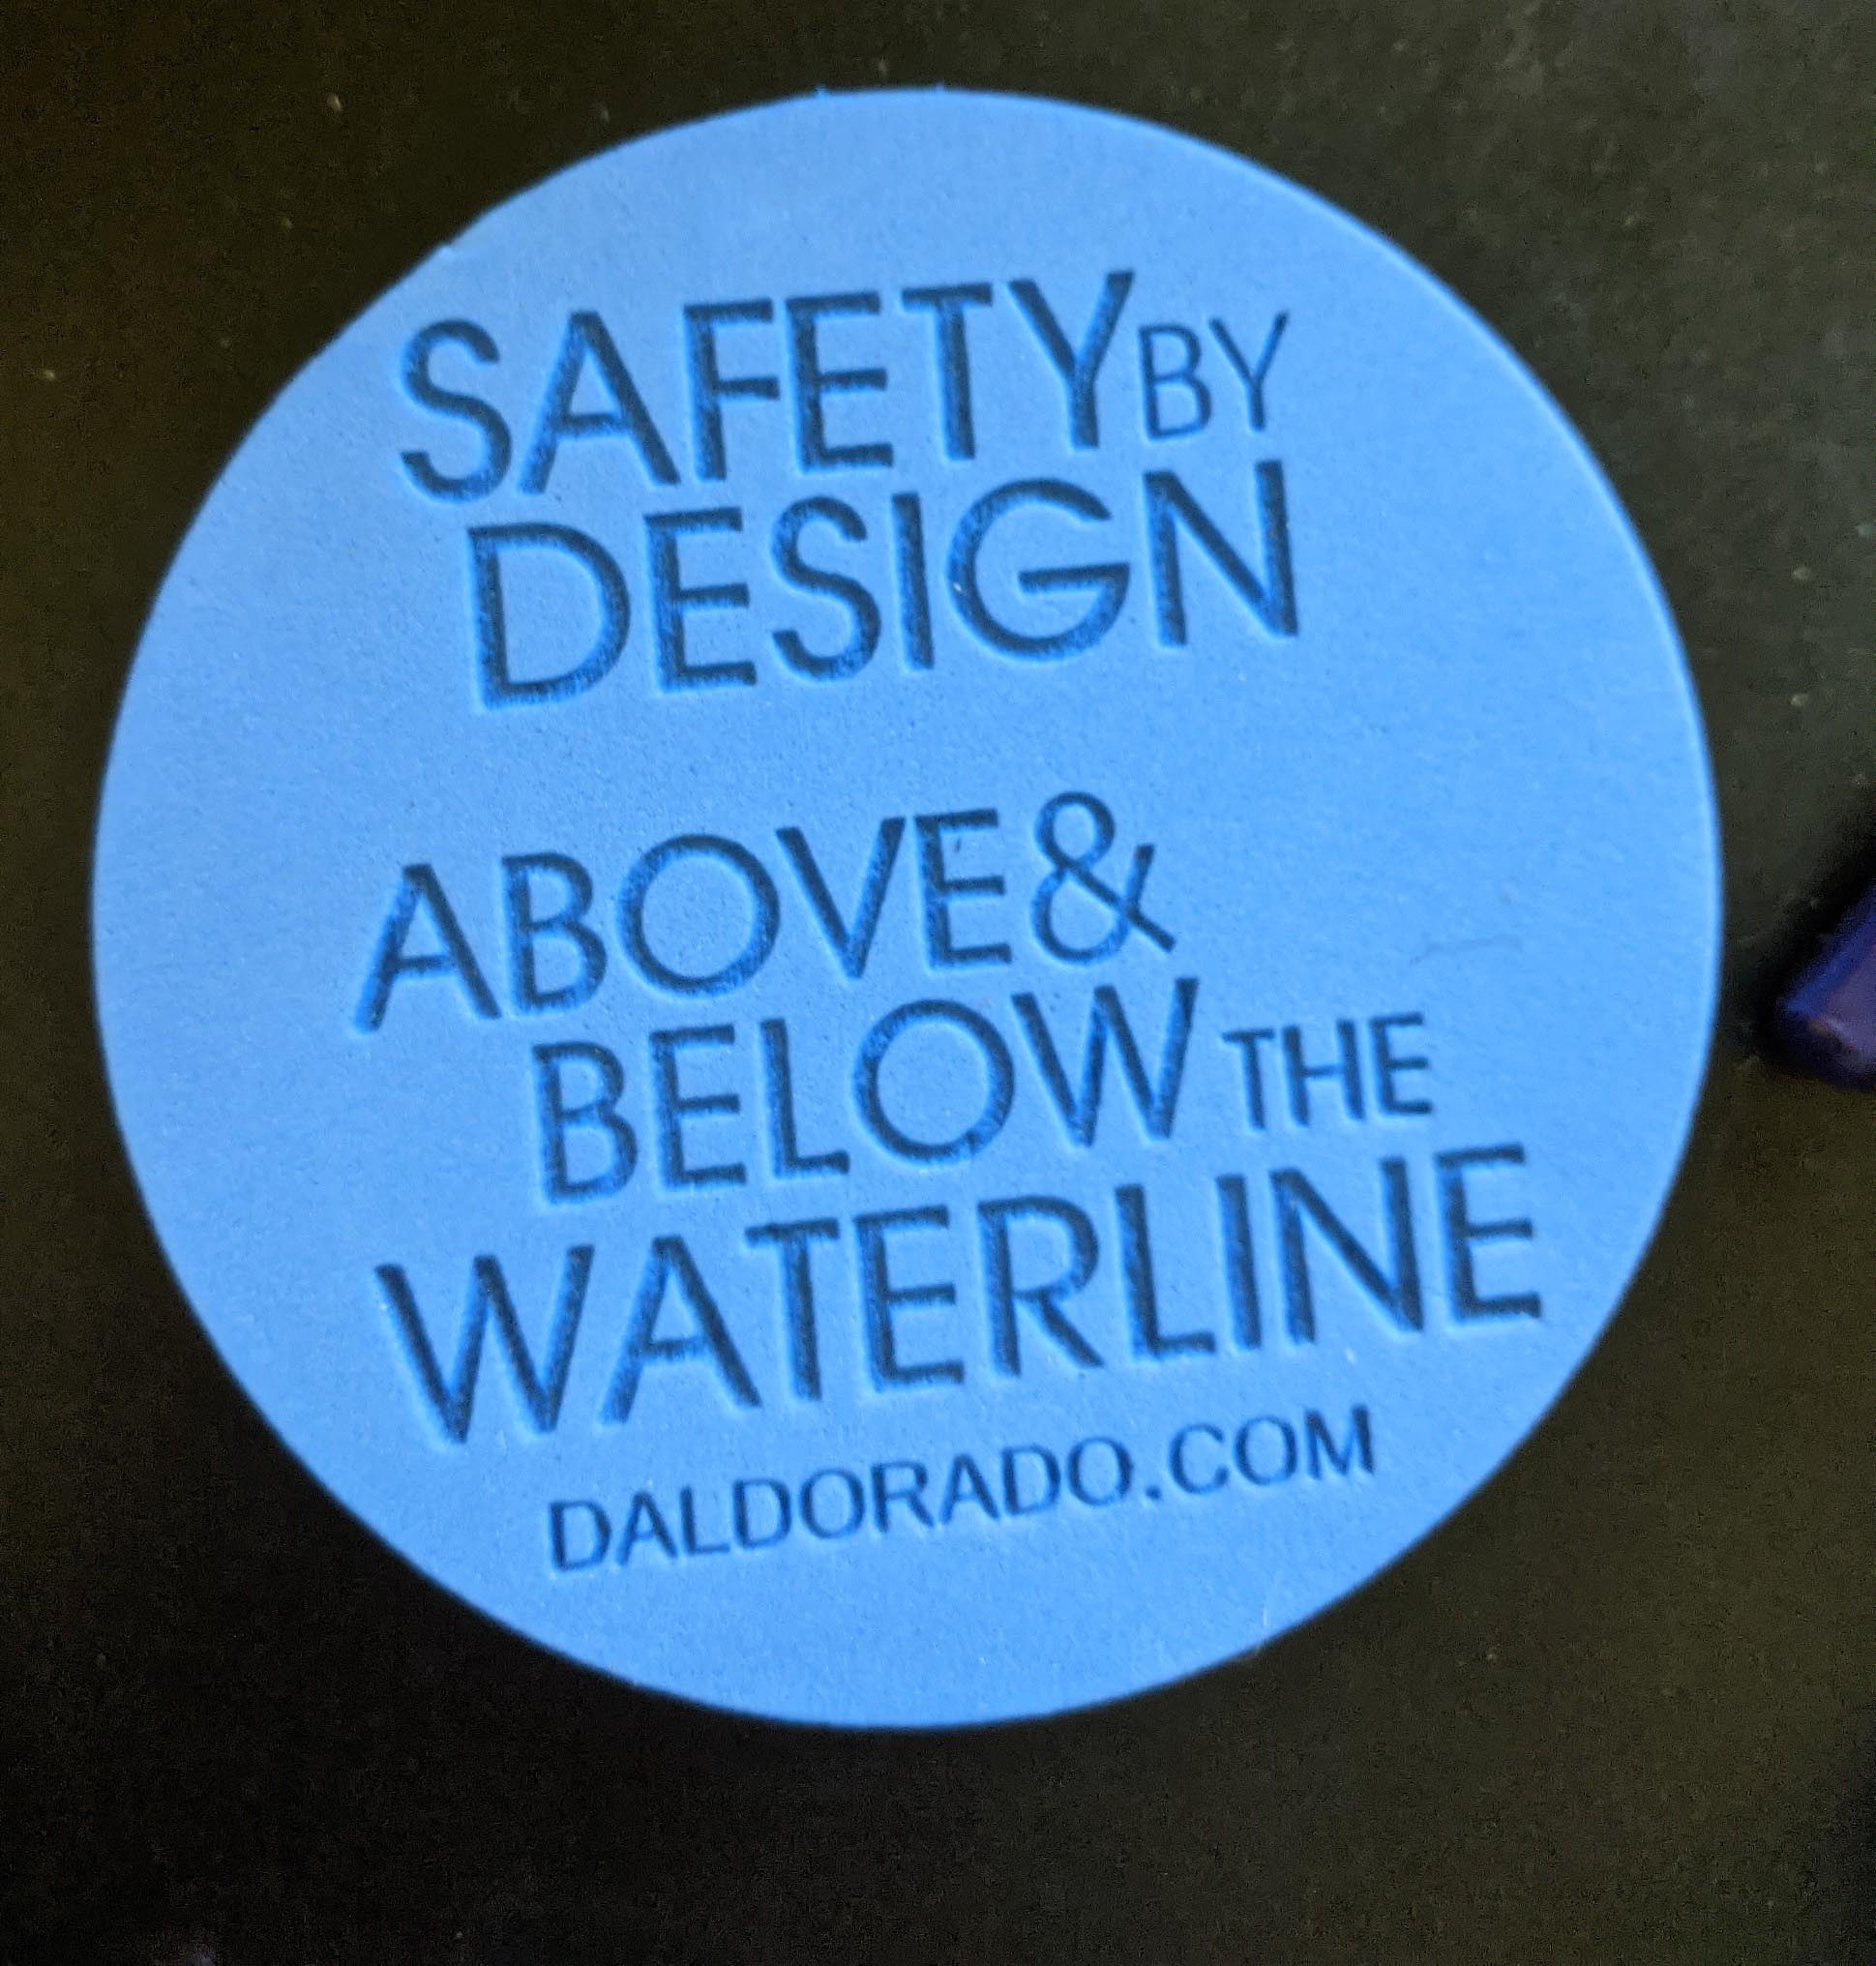 SAFETY BY
DESIGN
ABOVE &
BELOW THE
WATERLINE
DALDORADO.COM